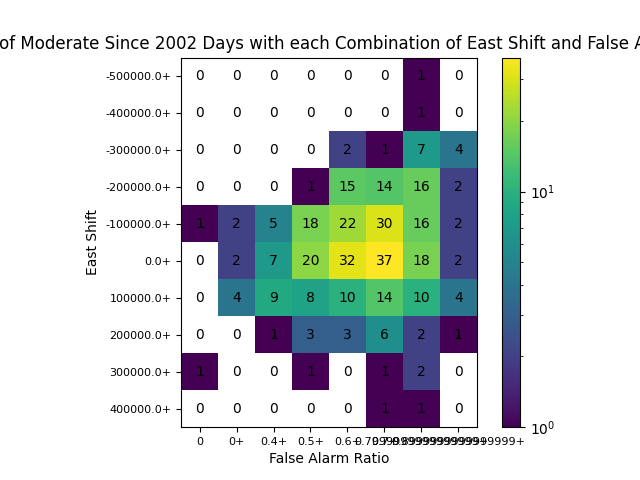 of Moderate Since 2002 Days with each Combination of East Shift and False A
-500000.0+ 0 0 0 0 0 0 1 0
-400000.0+ 0 0 0 0 0 0 1 0
-300000.0+ 0 0 0 0 2 1 7 4
-200000.0+ 0 0 0 1 15 14 16 2
-100000.0+ 1 2 5 18 22 30 16 2
0.0+ 0 2 7 20 32 37 18 2
100000.0+ 0 4 9 8 10 14 10 4
200000.0+ 0 0 1 3 3 6 2 1
300000.0+ 1 0 0 1 0 1 2 0
400000.0+ 0 0 0 0 0 1 1 0
0 0+ 0.4+ 0.5+ 0.6+
False Alarm Ratio
East Shift
10¹
10⁰